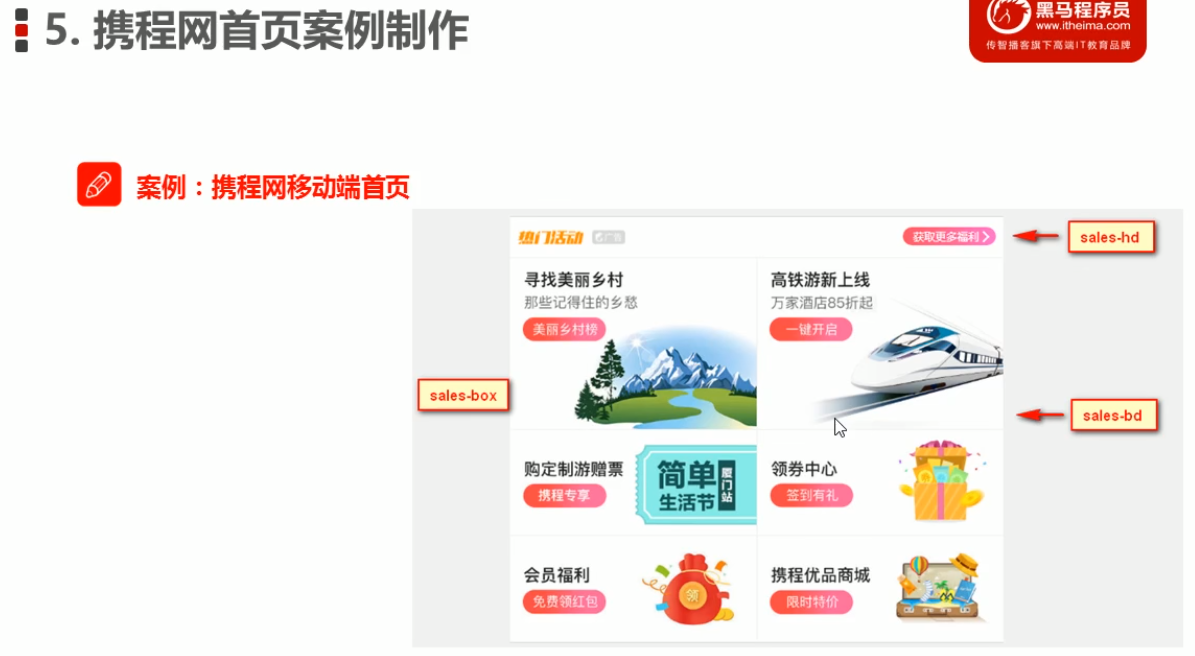 5. 携程网首页案例制作
黑马程序员
www.itheima.com
传智播客旗下高端IT教育品牌
案例：携程网移动端首页
热门活动
广告
获取更多福利
sales-hd
寻找美丽乡村
那些记得住的乡愁
美丽乡村榜
高铁游新上线
万家酒店85折起
一键开启
sales-box
sales-bd
购定制游赠票
携程专享
简单
生活节
厦门站
领券中心
签到有礼
会员福利
免费领红包
领
携程优品商城
限时特价